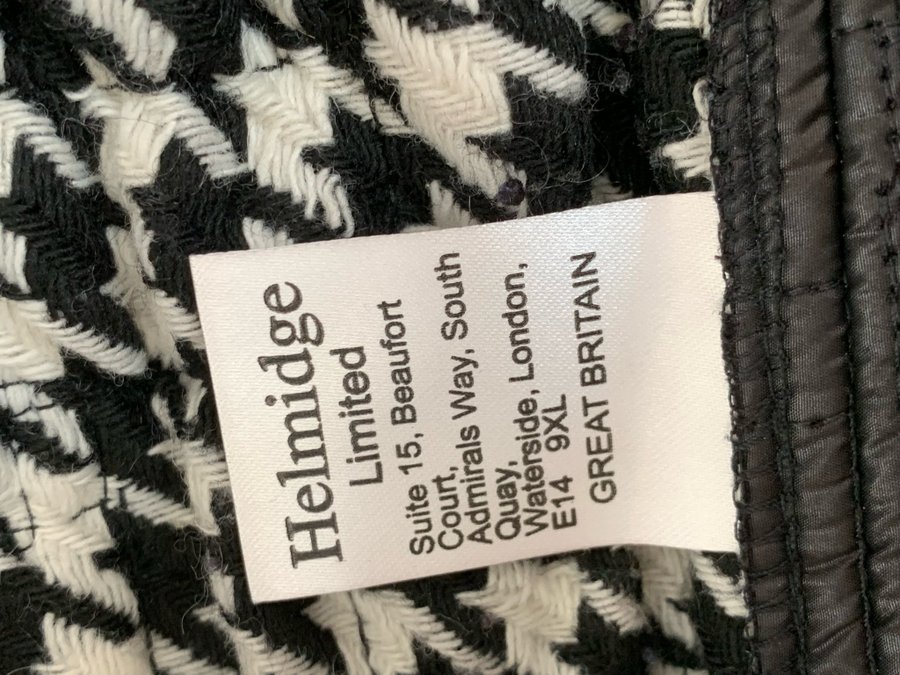 Helmidge
Limited
Suite 15, Beaufort
Court,
Admirals Way, South
Quay,
Waterside, London,
E14 9XL
GREAT BRITAIN